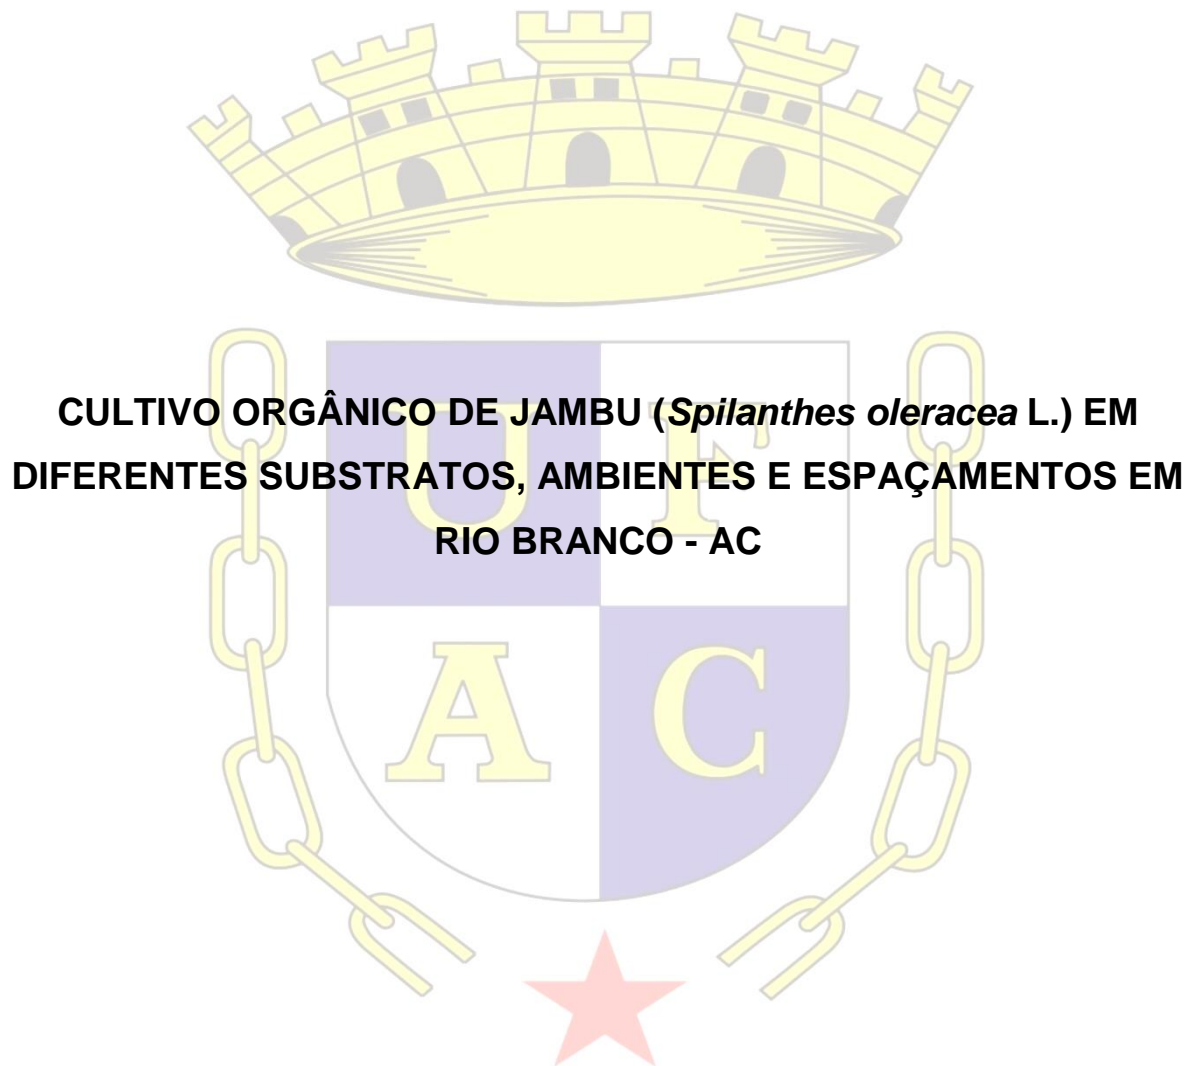 CULTIVO ORGÂNICO DE JAMBU (Spilanthes oleracea L.) EM
DIFERENTES SUBSTRATOS, AMBIENTES E ESPAÇAMENTOS EM
RIO BRANCO - AC
U F
A C